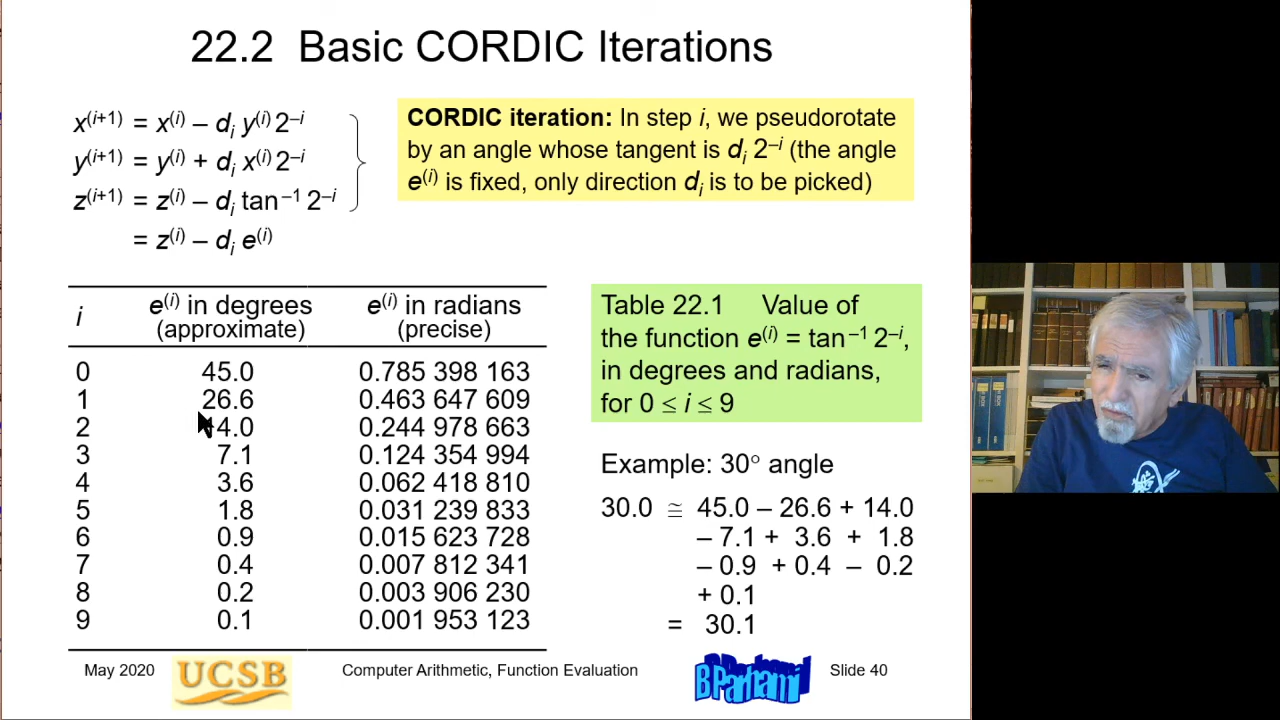 22.2 Basic CORDIC Iterations
x⁽ⁱ⁺¹⁾ = x⁽ⁱ⁾ – dᵢ y⁽ⁱ⁾ 2⁻ⁱ
y⁽ⁱ⁺¹⁾ = y⁽ⁱ⁾ + dᵢ x⁽ⁱ⁾ 2⁻ⁱ
z⁽ⁱ⁺¹⁾ = z⁽ⁱ⁾ – dᵢ tan⁻¹ 2⁻ⁱ
= z⁽ⁱ⁾ – dᵢ e⁽ⁱ⁾
CORDIC iteration: In step i, we pseudorotate
by an angle whose tangent is dᵢ 2⁻ⁱ (the angle
e⁽ⁱ⁾ is fixed, only direction dᵢ is to be picked)
i e⁽ⁱ⁾ in degrees (approximate) e⁽ⁱ⁾ in radians (precise)
0 45.0 0.785 398 163
1 26.6 0.463 647 609
2 14.0 0.244 978 663
3 7.1 0.124 354 994
4 3.6 0.062 418 810
5 1.8 0.031 239 833
6 0.9 0.015 623 728
7 0.4 0.007 812 341
8 0.2 0.003 906 230
9 0.1 0.001 953 123
Table 22.1 Value of
the function e⁽ⁱ⁾ = tan⁻¹ 2⁻ⁱ,
in degrees and radians,
for 0 ≤ i ≤ 9
Example: 30° angle
30.0 ≅ 45.0 – 26.6 + 14.0
– 7.1 + 3.6 + 1.8
– 0.9 + 0.4 – 0.2
+ 0.1
= 30.1
May 2020
UCSB
Computer Arithmetic, Function Evaluation
B Parhami
Slide 40